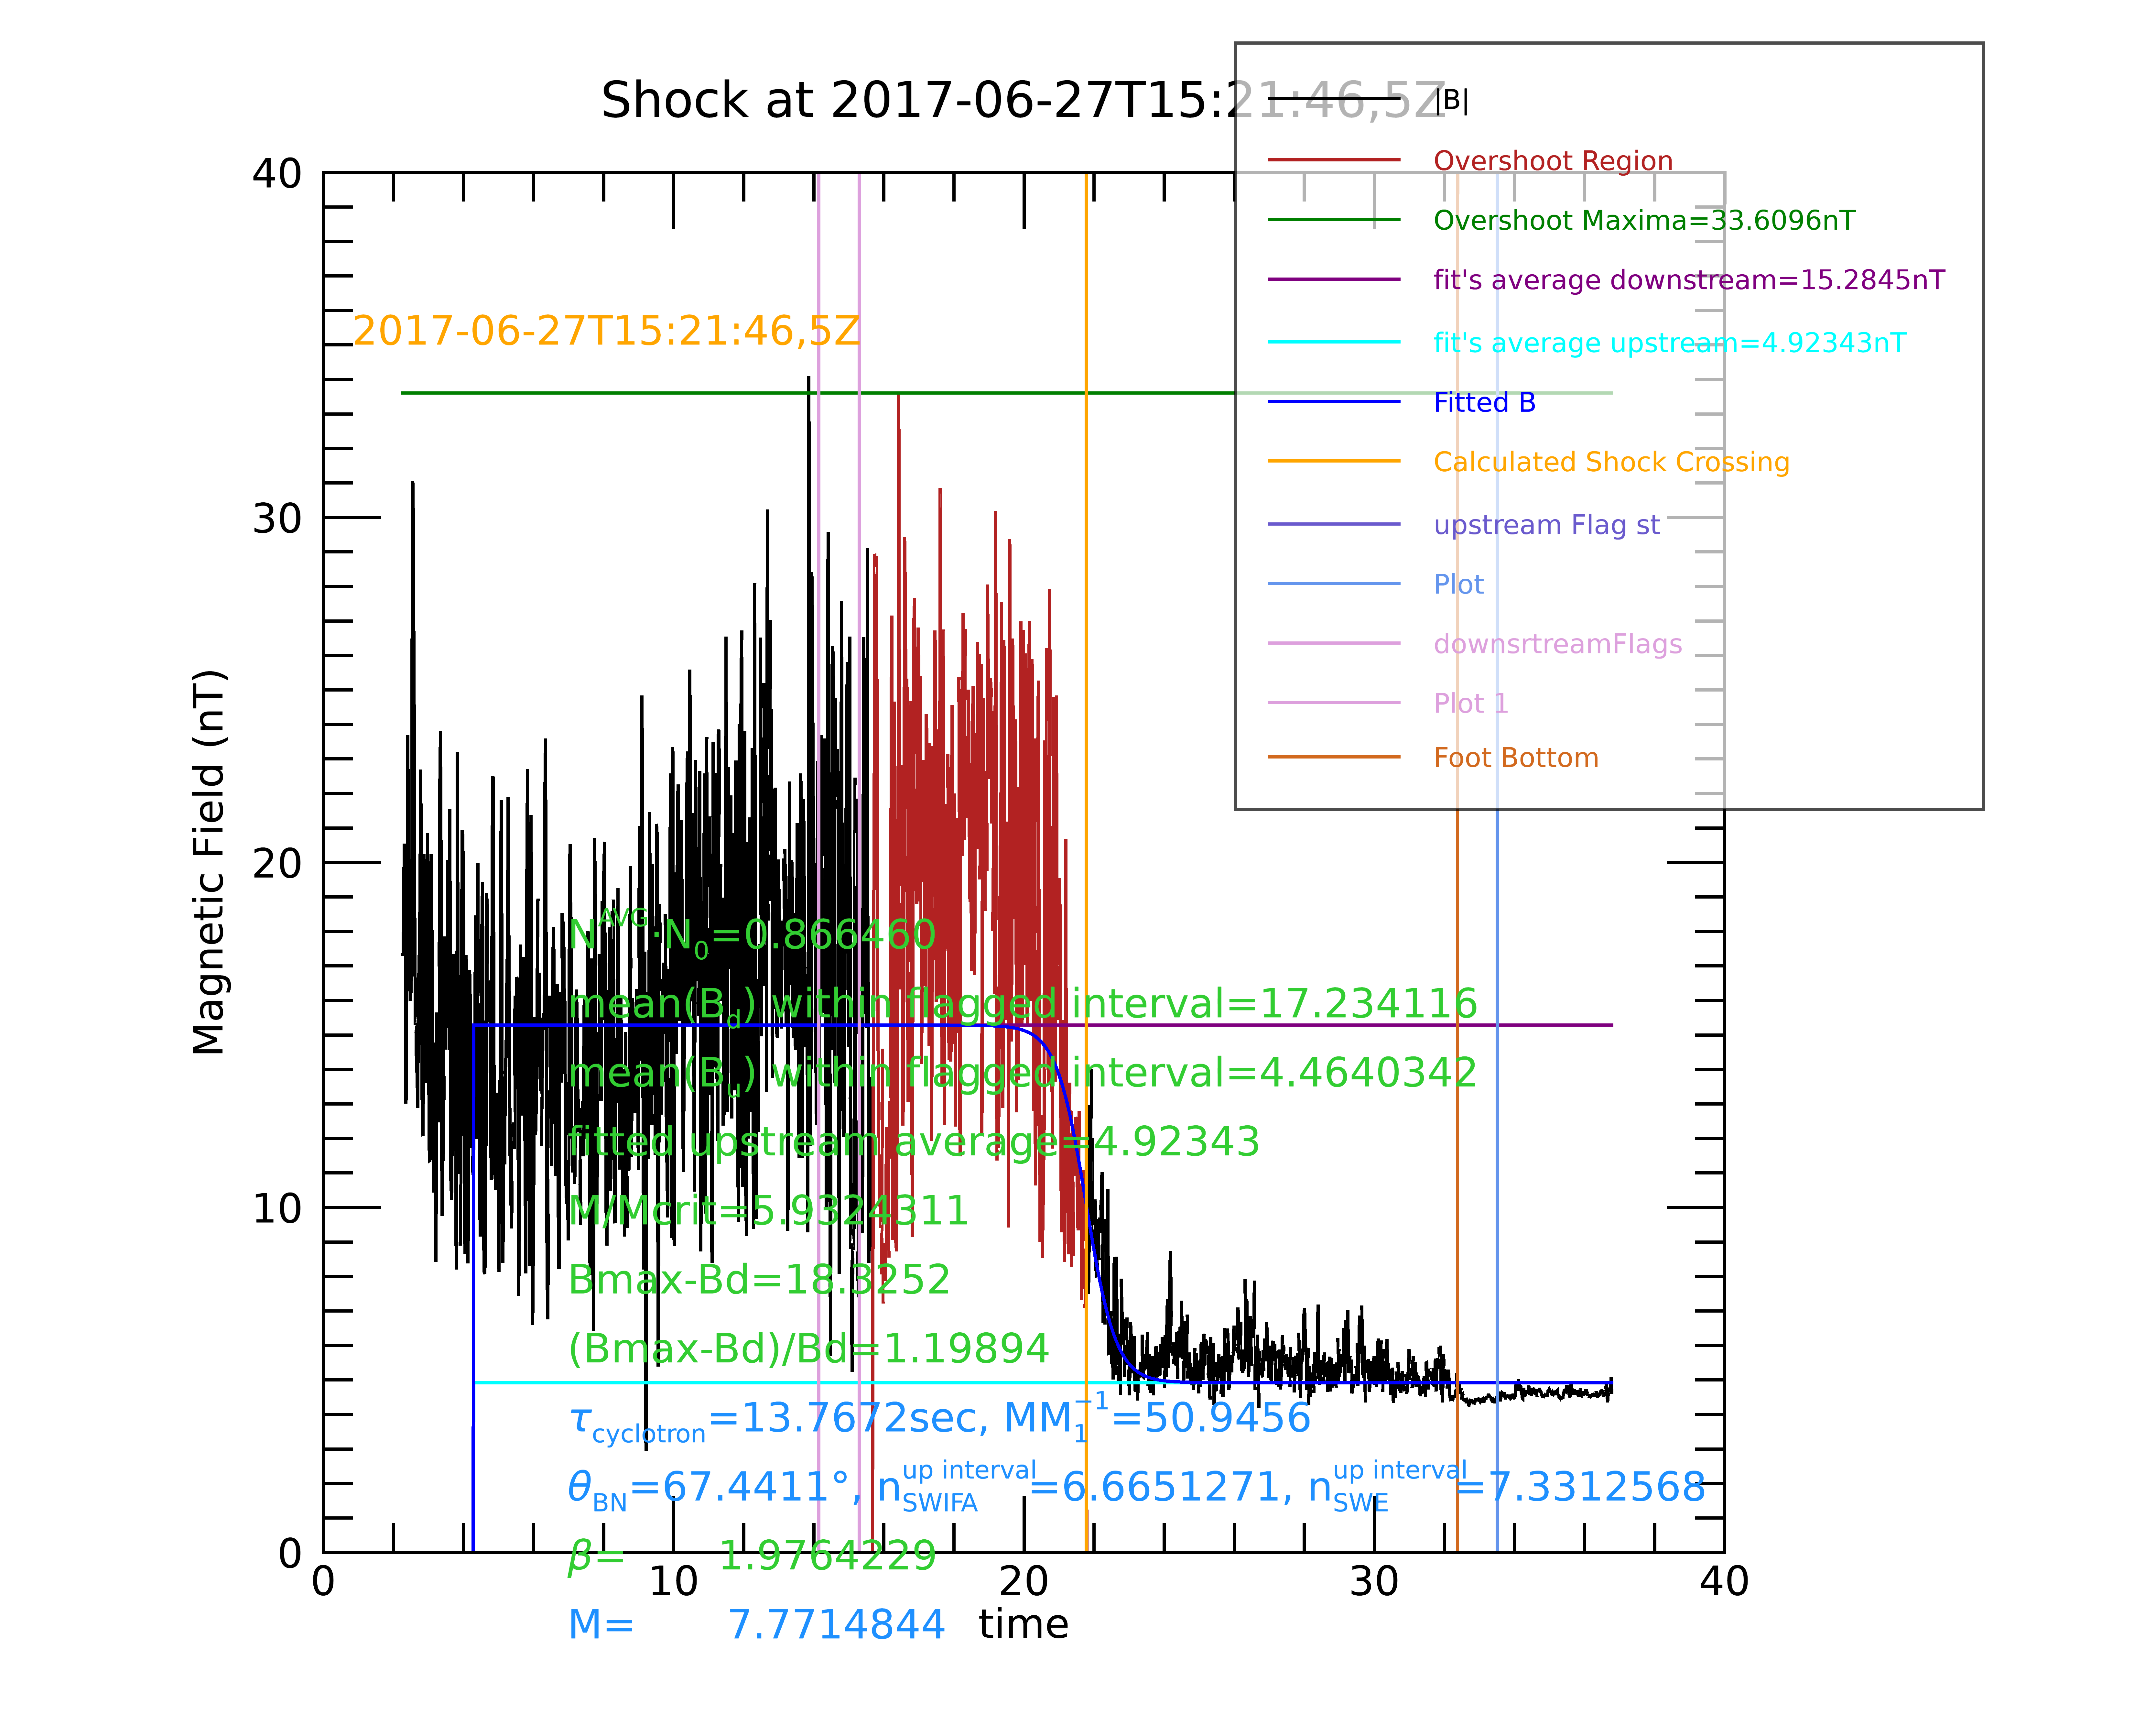 Shock at 2017-06-27T15:21:46,5Z
|B|
Overshoot Region
Overshoot Maxima=33.6096nT
fit's average downstream=15.2845nT
fit's average upstream=4.92343nT
Fitted B
Calculated Shock Crossing
upstream Flag st
Plot
downsrtreamFlags
Plot 1
Foot Bottom
2017-06-27T15:21:46,5Z
40
30
20
10
0
Magnetic Field (nT)
N^AVG·N_0=0.866460
mean(B_d) within flagged interval=17.234116
mean(B_u) within flagged interval=4.4640342
fitted upstream average=4.92343
M/Mcrit=5.9324311
Bmax-Bd=18.3252
(Bmax-Bd)/Bd=1.19894
τ_cyclotron=13.7672sec, MM_1^−1=50.9456
θ_BN=67.4411°, n_SWIFA^up interval=6.6651271, n_SWE^up interval=7.3312568
β= 1.9764229
0 10 20 30 40
M= 7.7714844
time